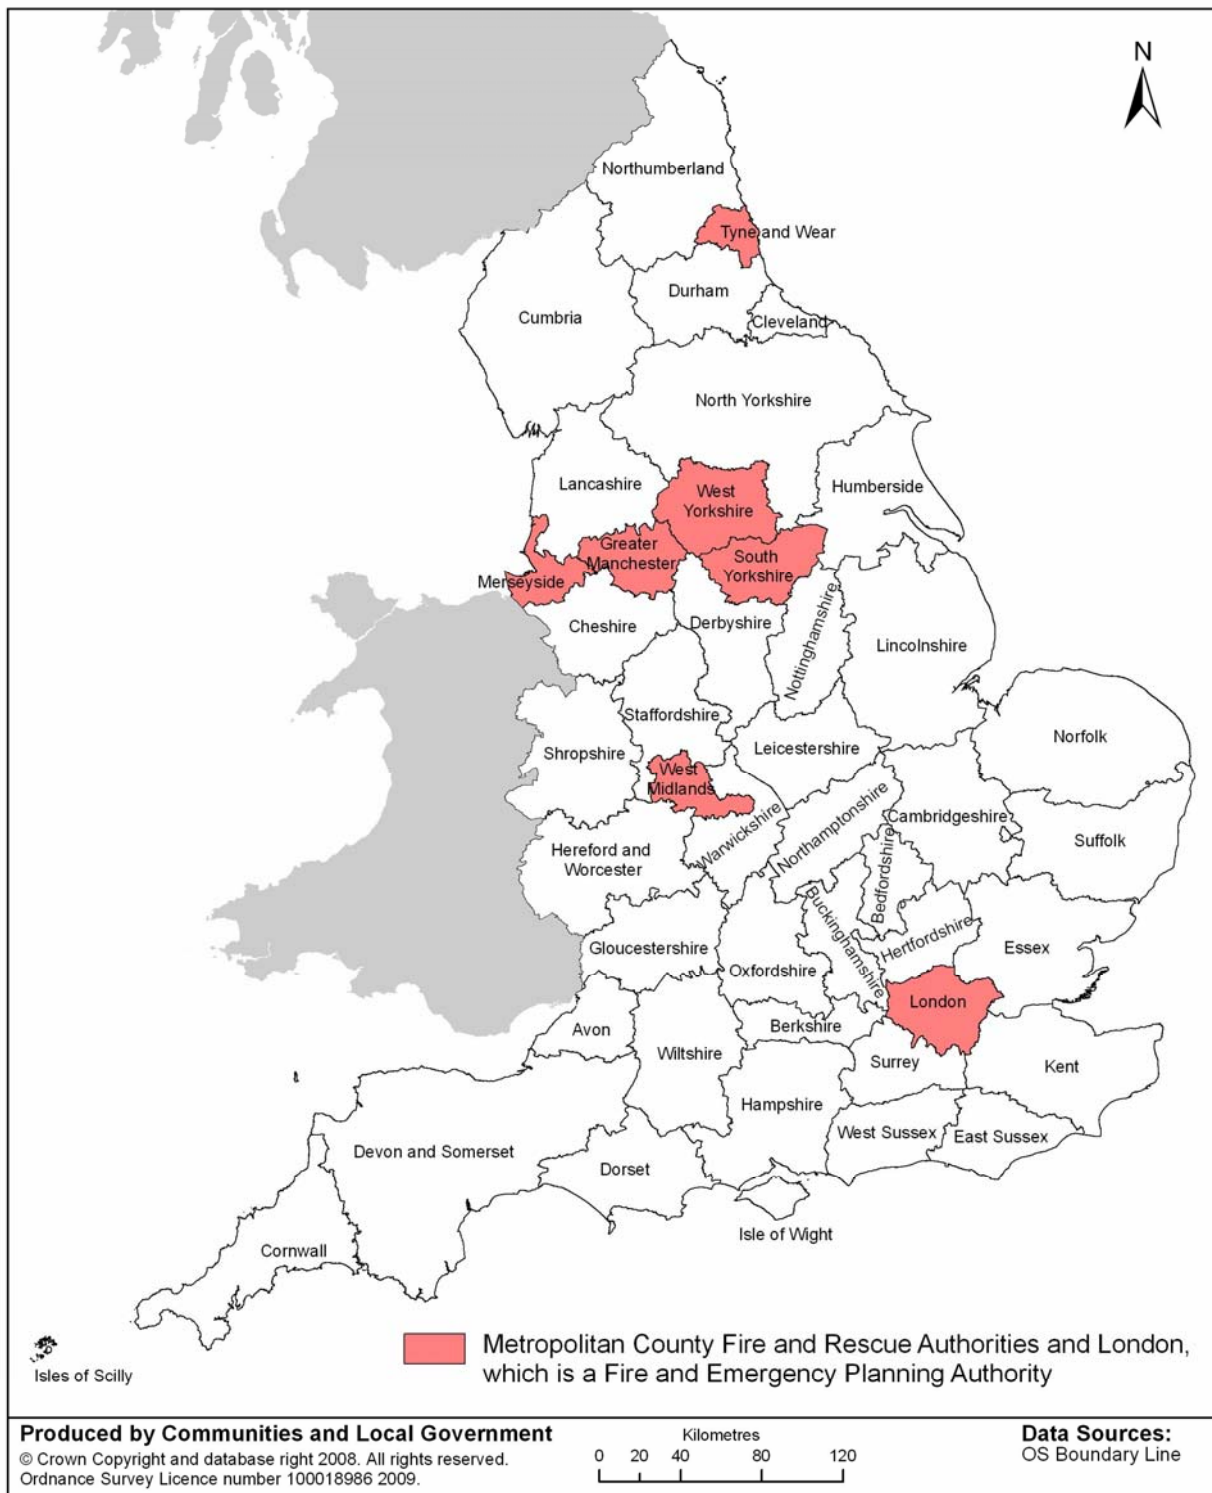 N
Northumberland
Tyne and Wear
Durham
Cleveland
Cumbria
North Yorkshire
Lancashire
West
Yorkshire
Humberside
Greater
Manchester
South
Yorkshire
Merseyside
Cheshire
Derbyshire
Nottinghamshire
Lincolnshire
Staffordshire
Shropshire
Leicestershire
Norfolk
West
Midlands
Warwickshire
Northamptonshire
Cambridgeshire
Suffolk
Hereford and
Worcester
Bedfordshire
Buckinghamshire
Hertfordshire
Essex
Gloucestershire
Oxfordshire
London
Avon
Berkshire
Wiltshire
Surrey
Kent
Hampshire
West Sussex
East Sussex
Devon and Somerset
Dorset
Isle of Wight
Cornwall
Isles of Scilly
Metropolitan County Fire and Rescue Authorities and London,
which is a Fire and Emergency Planning Authority
Produced by Communities and Local Government
© Crown Copyright and database right 2008. All rights reserved.
Ordnance Survey Licence number 100018986 2009.
Kilometres
0 20 40 80 120
Data Sources:
OS Boundary Line